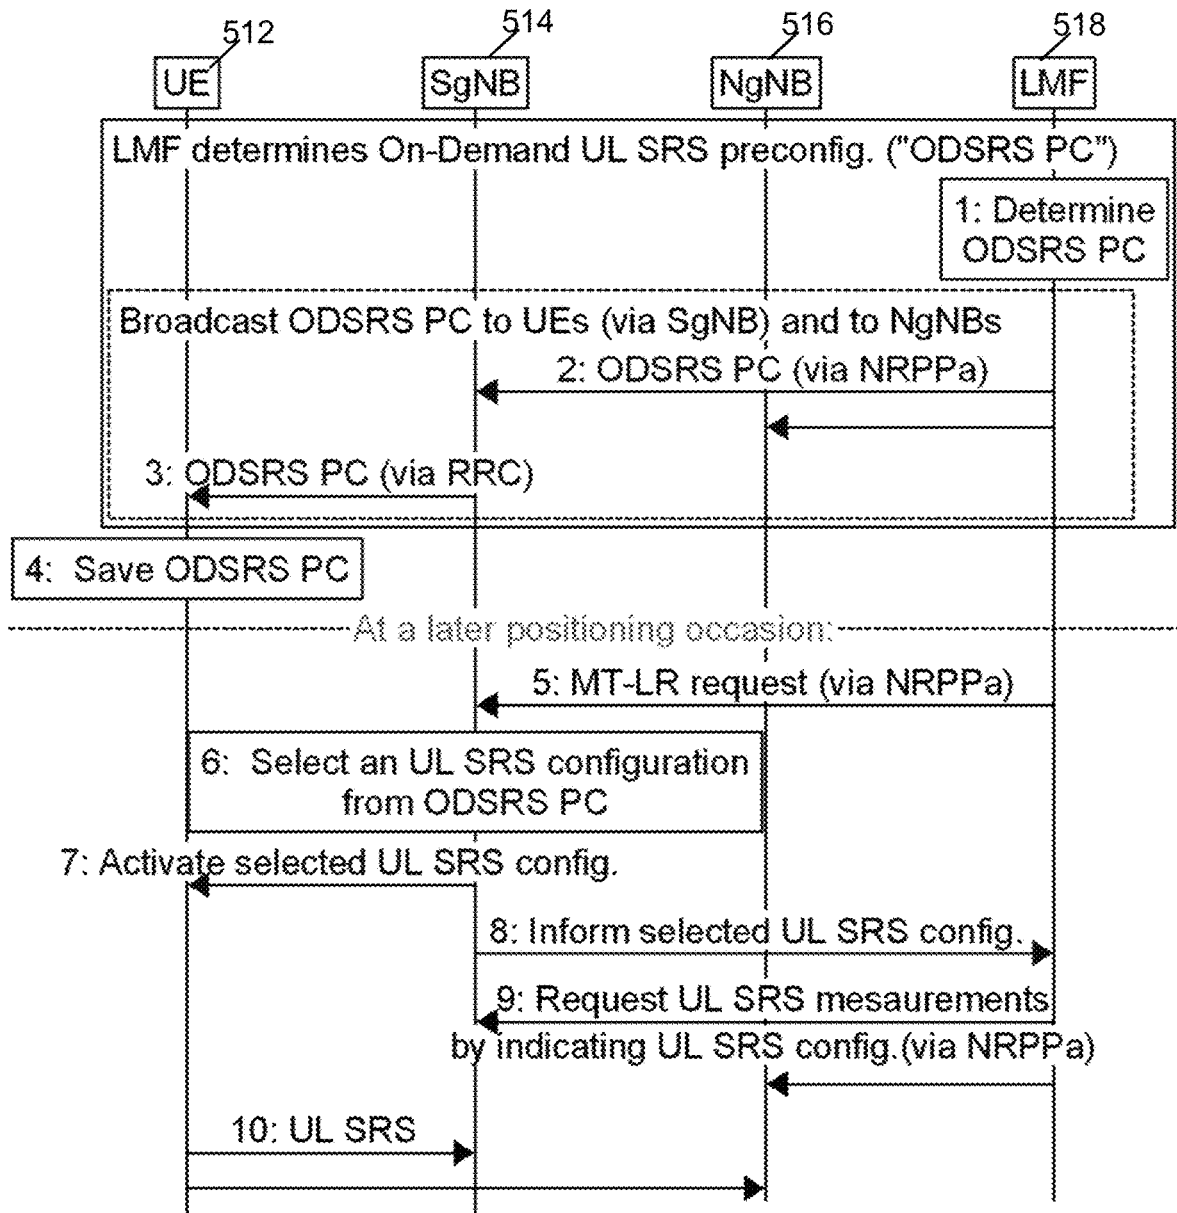 512
514
516
518
UE
SgNB
NgNB
LMF
LMF determines On-Demand UL SRS preconfig. ("ODSRS PC")
1: Determine
ODSRS PC
Broadcast ODSRS PC to UEs (via SgNB) and to NgNBs
2: ODSRS PC (via NRPPa)
3: ODSRS PC (via RRC)
4: Save ODSRS PC
At a later positioning occasion:
5: MT-LR request (via NRPPa)
6: Select an UL SRS configuration
from ODSRS PC
7: Activate selected UL SRS config.
8: Inform selected UL SRS config.
9: Request UL SRS mesaurements
by indicating UL SRS config.(via NRPPa)
10: UL SRS